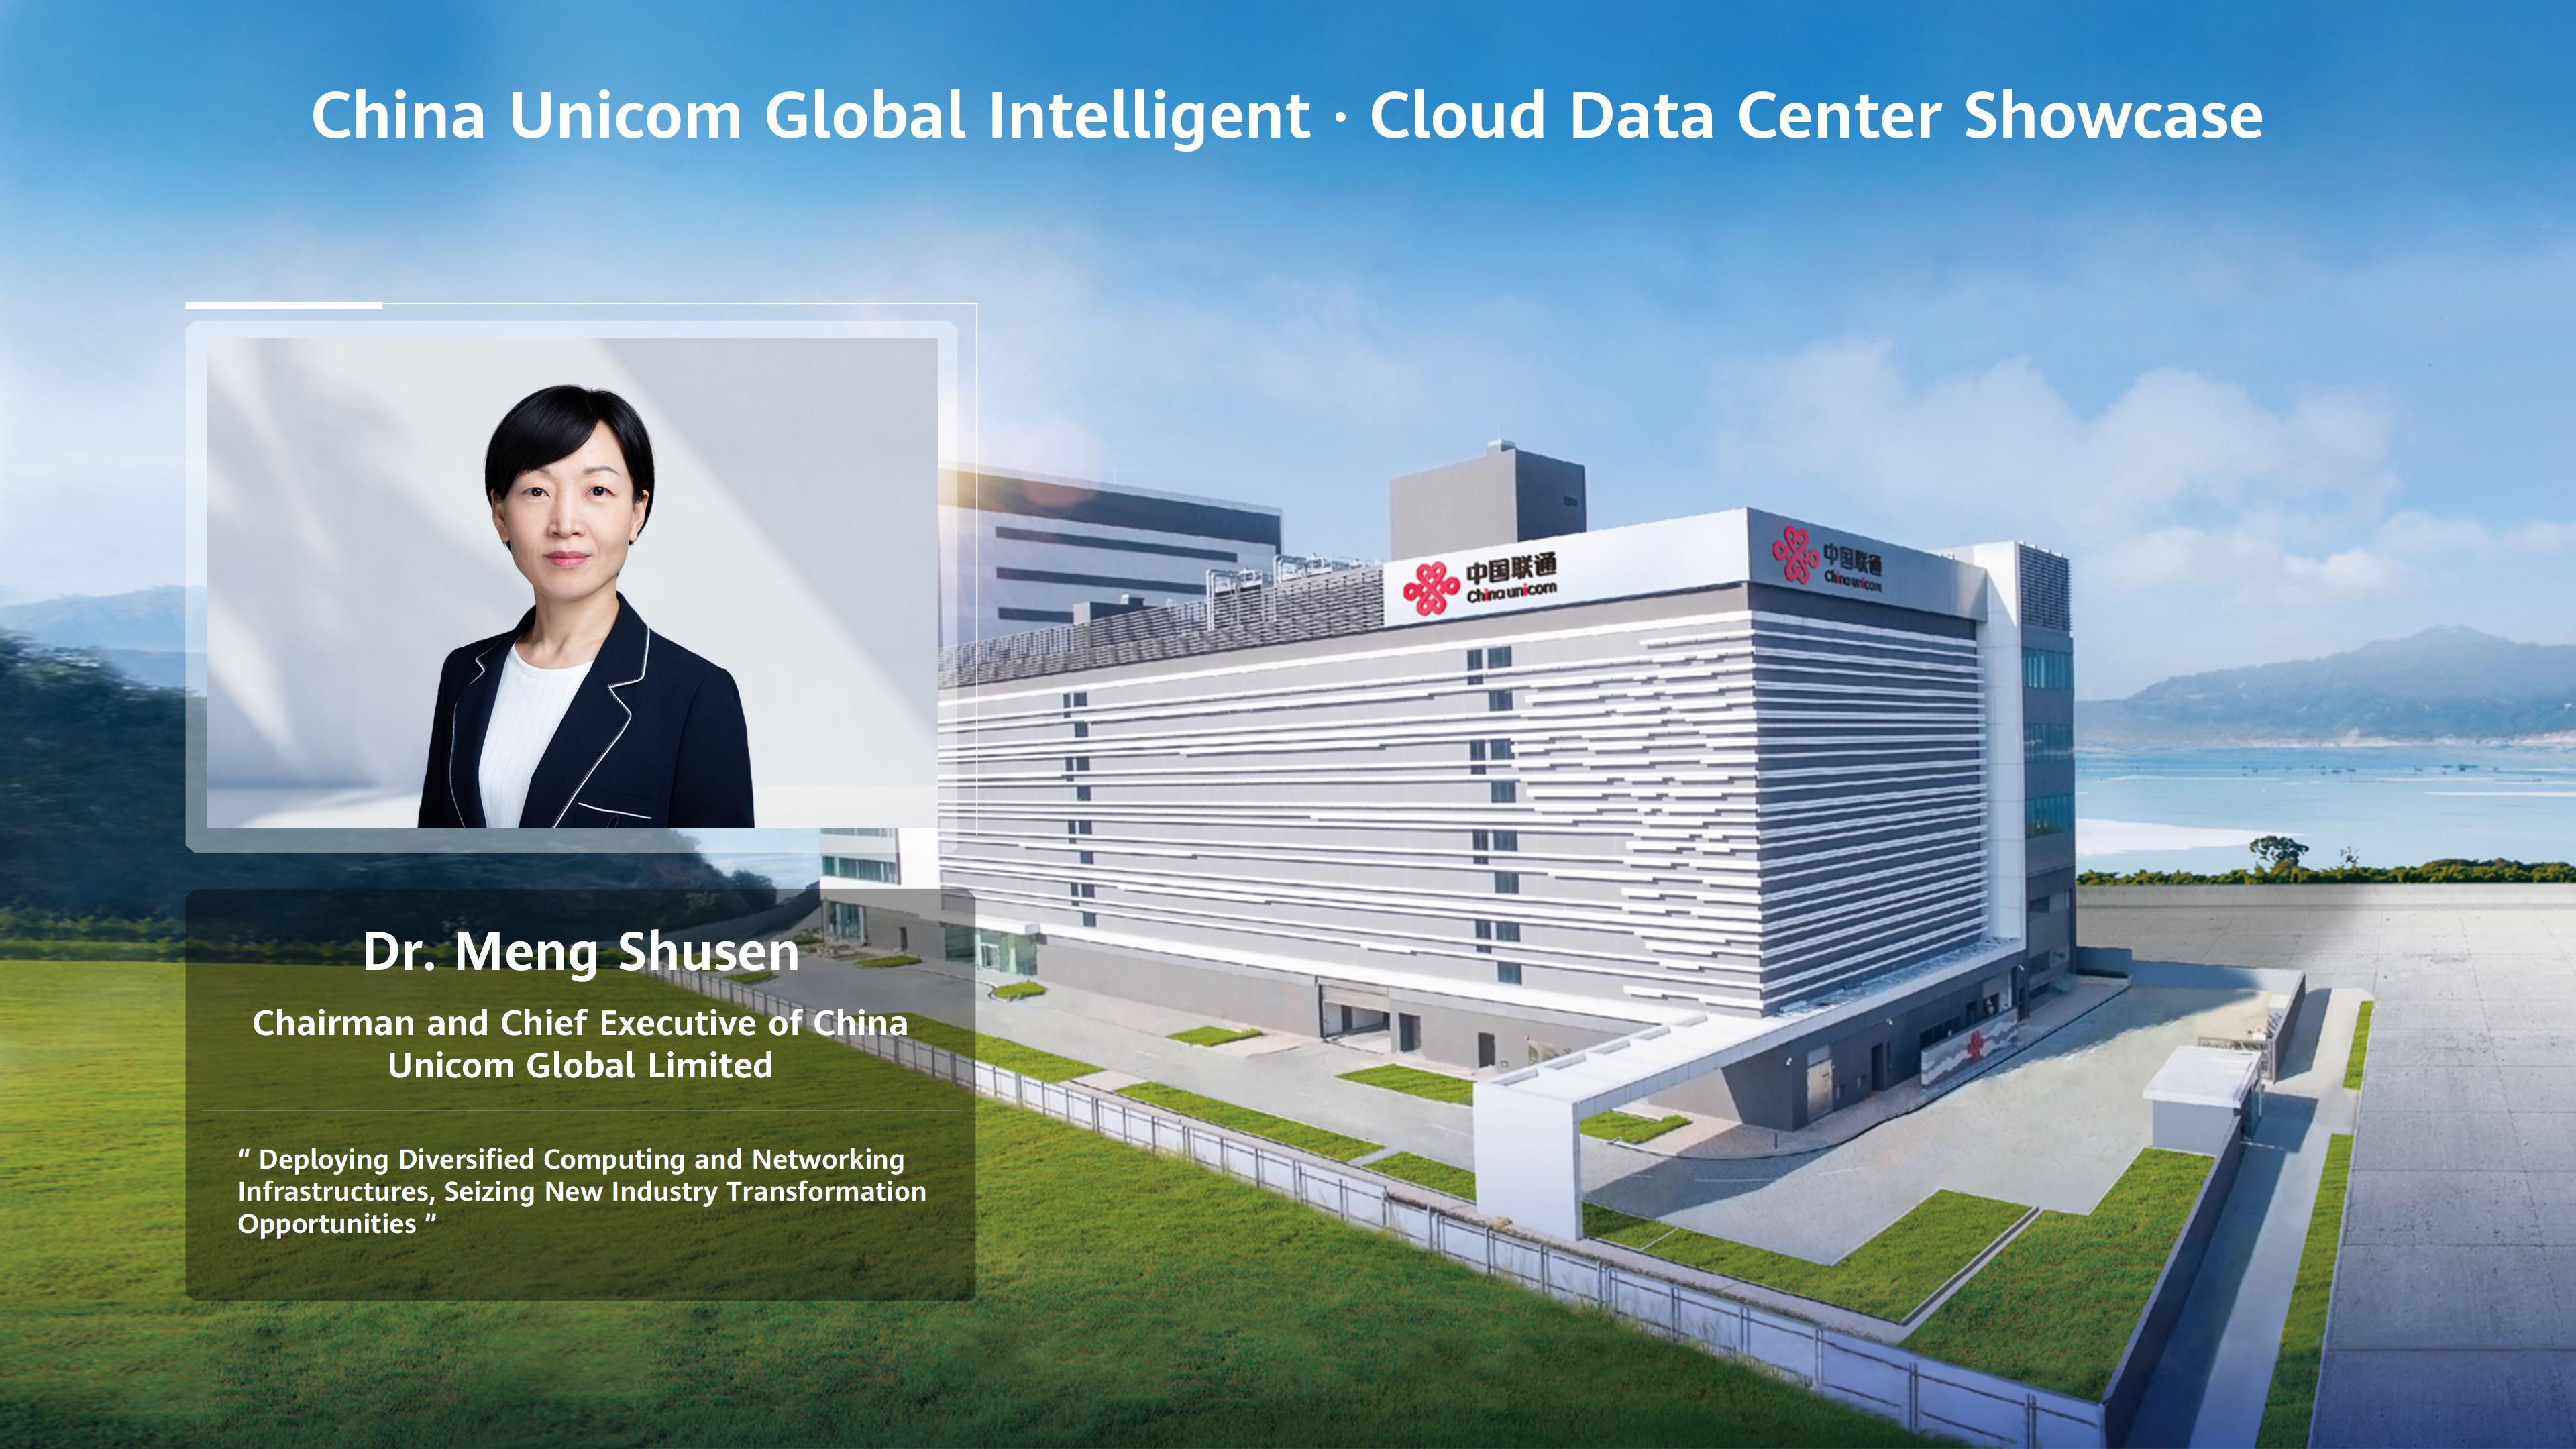 China Unicom Global Intelligent · Cloud Data Center Showcase
中国联通
China unicom
中国联通
China unicom
Dr. Meng Shusen
Chairman and Chief Executive of China
Unicom Global Limited
“ Deploying Diversified Computing and Networking
Infrastructures, Seizing New Industry Transformation
Opportunities ”